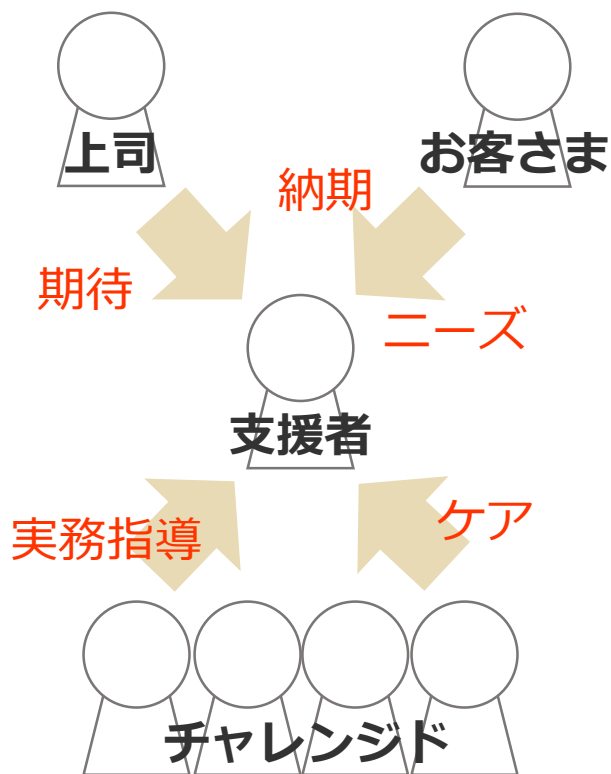 上司
お客さま
納期
期待
ニーズ
支援者
実務指導
ケア
チャレンジド